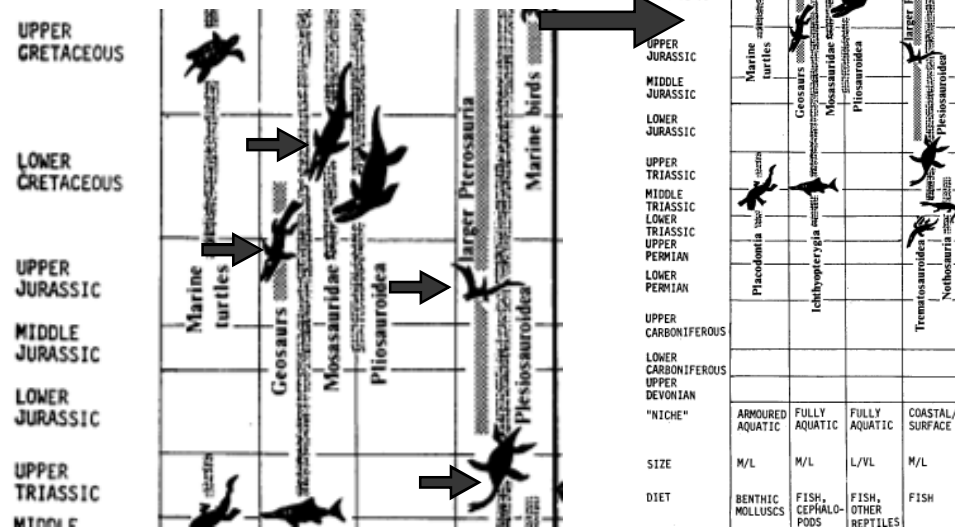 UPPER
CRETACEOUS
LOWER
CRETACEOUS
UPPER
JURASSIC
MIDDLE
JURASSIC
LOWER
JURASSIC
UPPER
TRIASSIC
MIDDLE
Marine
turtles
Geosaurs
Mosasauridae
Pliosauroidea
larger Pterosauria
Plesiosauroidea
Marine birds
UPPER
JURASSIC
MIDDLE
JURASSIC
LOWER
JURASSIC
UPPER
TRIASSIC
MIDDLE
TRIASSIC
LOWER
TRIASSIC
UPPER
PERMIAN
LOWER
PERMIAN
UPPER
CARBONIFEROUS
LOWER
CARBONIFEROUS
UPPER
DEVONIAN
Marine
turtles
Geosaurs
Mosasauridae
Pliosauroidea
larger P
Plesiosauroidea
Placodontia
Ichthyopterygia
Trematosauroidea
Nothosauria
"NICHE" ARMOURED FULLY FULLY COASTAL/
AQUATIC AQUATIC AQUATIC SURFACE
SIZE M/L M/L L/VL M/L
DIET BENTHIC FISH, FISH, FISH
MOLLUSCS CEPHALO- OTHER
PODS REPTILES